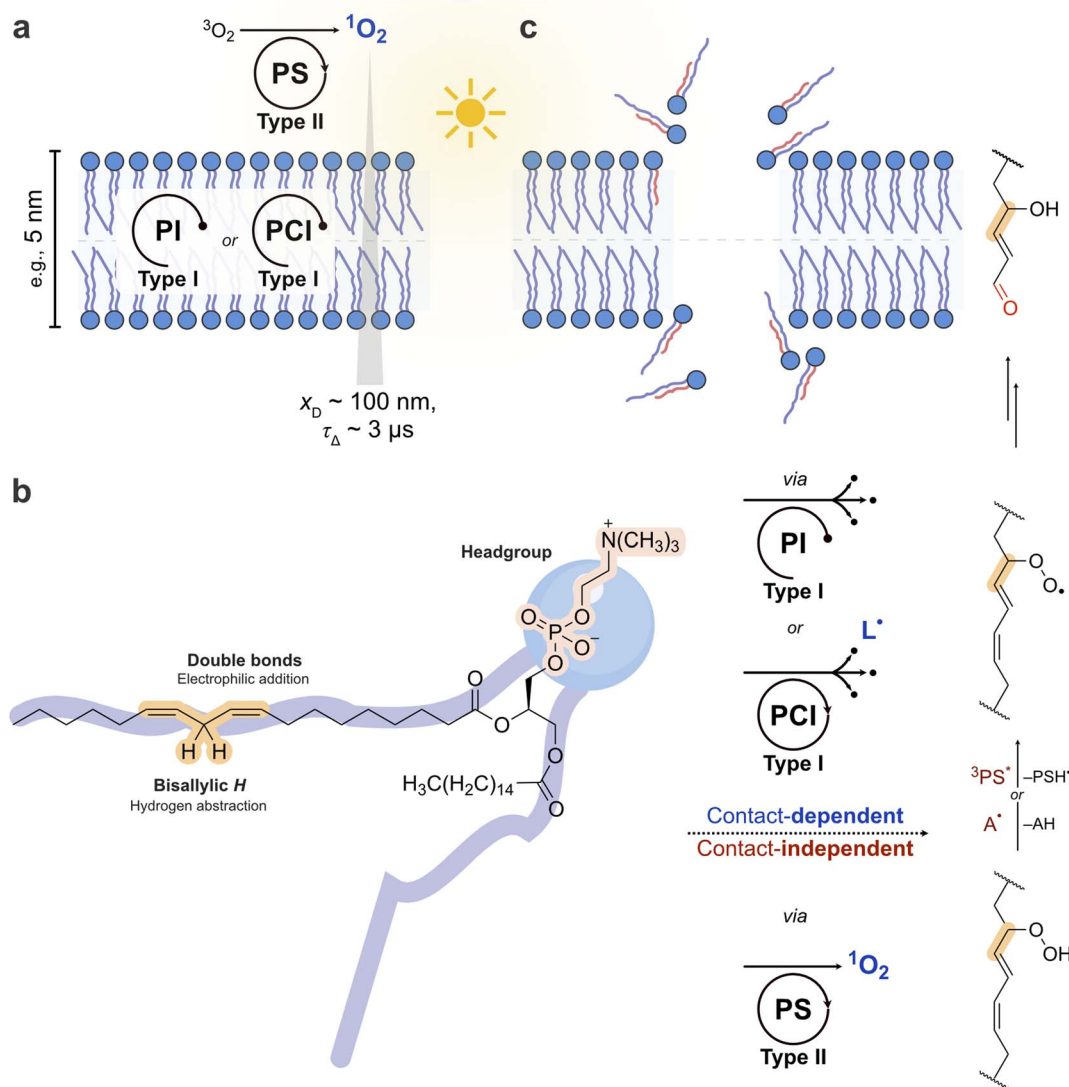 a
³O₂
¹O₂
PS
Type II
e.g., 5 nm
PI
or
PCI
Type I
Type I
x_D ~ 100 nm,
τ_Δ ~ 3 µs
c
OH
O
b
Headgroup
N(CH₃)₃
+
O
P
O
O⁻
O
Double bonds
Electrophilic addition
O
O
H H
Bisallylic H
Hydrogen abstraction
O
H₃C(H₂C)₁₄
O
via
PI
Type I
or
L•
PCI
Type I
Contact-dependent
Contact-independent
via
¹O₂
PS
Type II
O
O•
³PS* –PSH•
or
A• –AH
O
OH